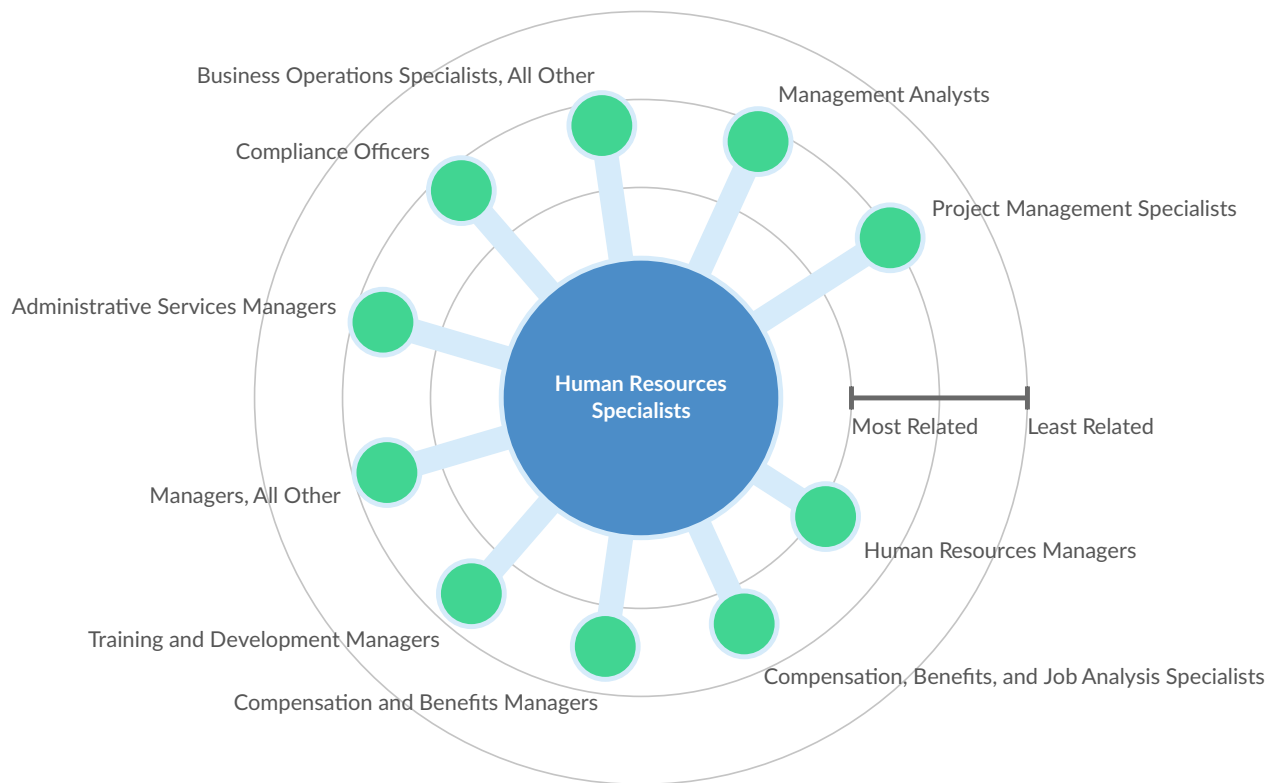 Business Operations Specialists, All Other
Management Analysts
Compliance Officers
Project Management Specialists
Administrative Services Managers
Human Resources
Specialists
Most Related
Least Related
Managers, All Other
Human Resources Managers
Training and Development Managers
Compensation, Benefits, and Job Analysis Specialists
Compensation and Benefits Managers